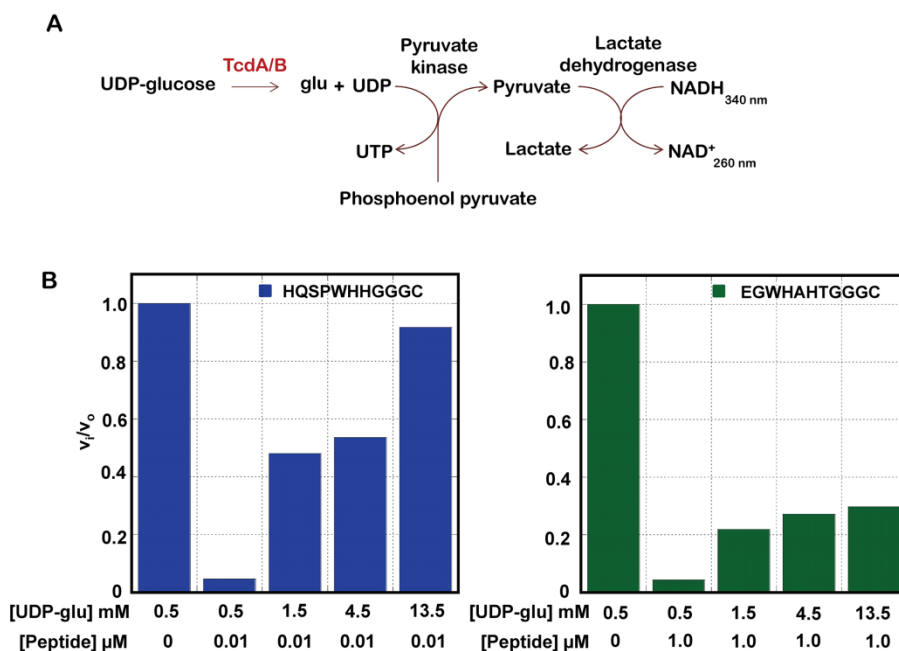 A
UDP-glucose
TcdA/B
glu + UDP
Pyruvate
kinase
Pyruvate
Lactate
dehydrogenase
NADH 340 nm
UTP
Lactate
NAD+ 260 nm
Phosphoenol pyruvate
B
HQSPWHHGGGC
1.0
0.8
0.6
0.4
0.2
0
vi/vo
[UDP-glu] mM 0.5 0.5 1.5 4.5 13.5
[Peptide] µM 0 0.01 0.01 0.01 0.01
EGWHAHTGGGC
1.0
0.8
0.6
0.4
0.2
0
[UDP-glu] mM 0.5 0.5 1.5 4.5 13.5
[Peptide] µM 0 1.0 1.0 1.0 1.0